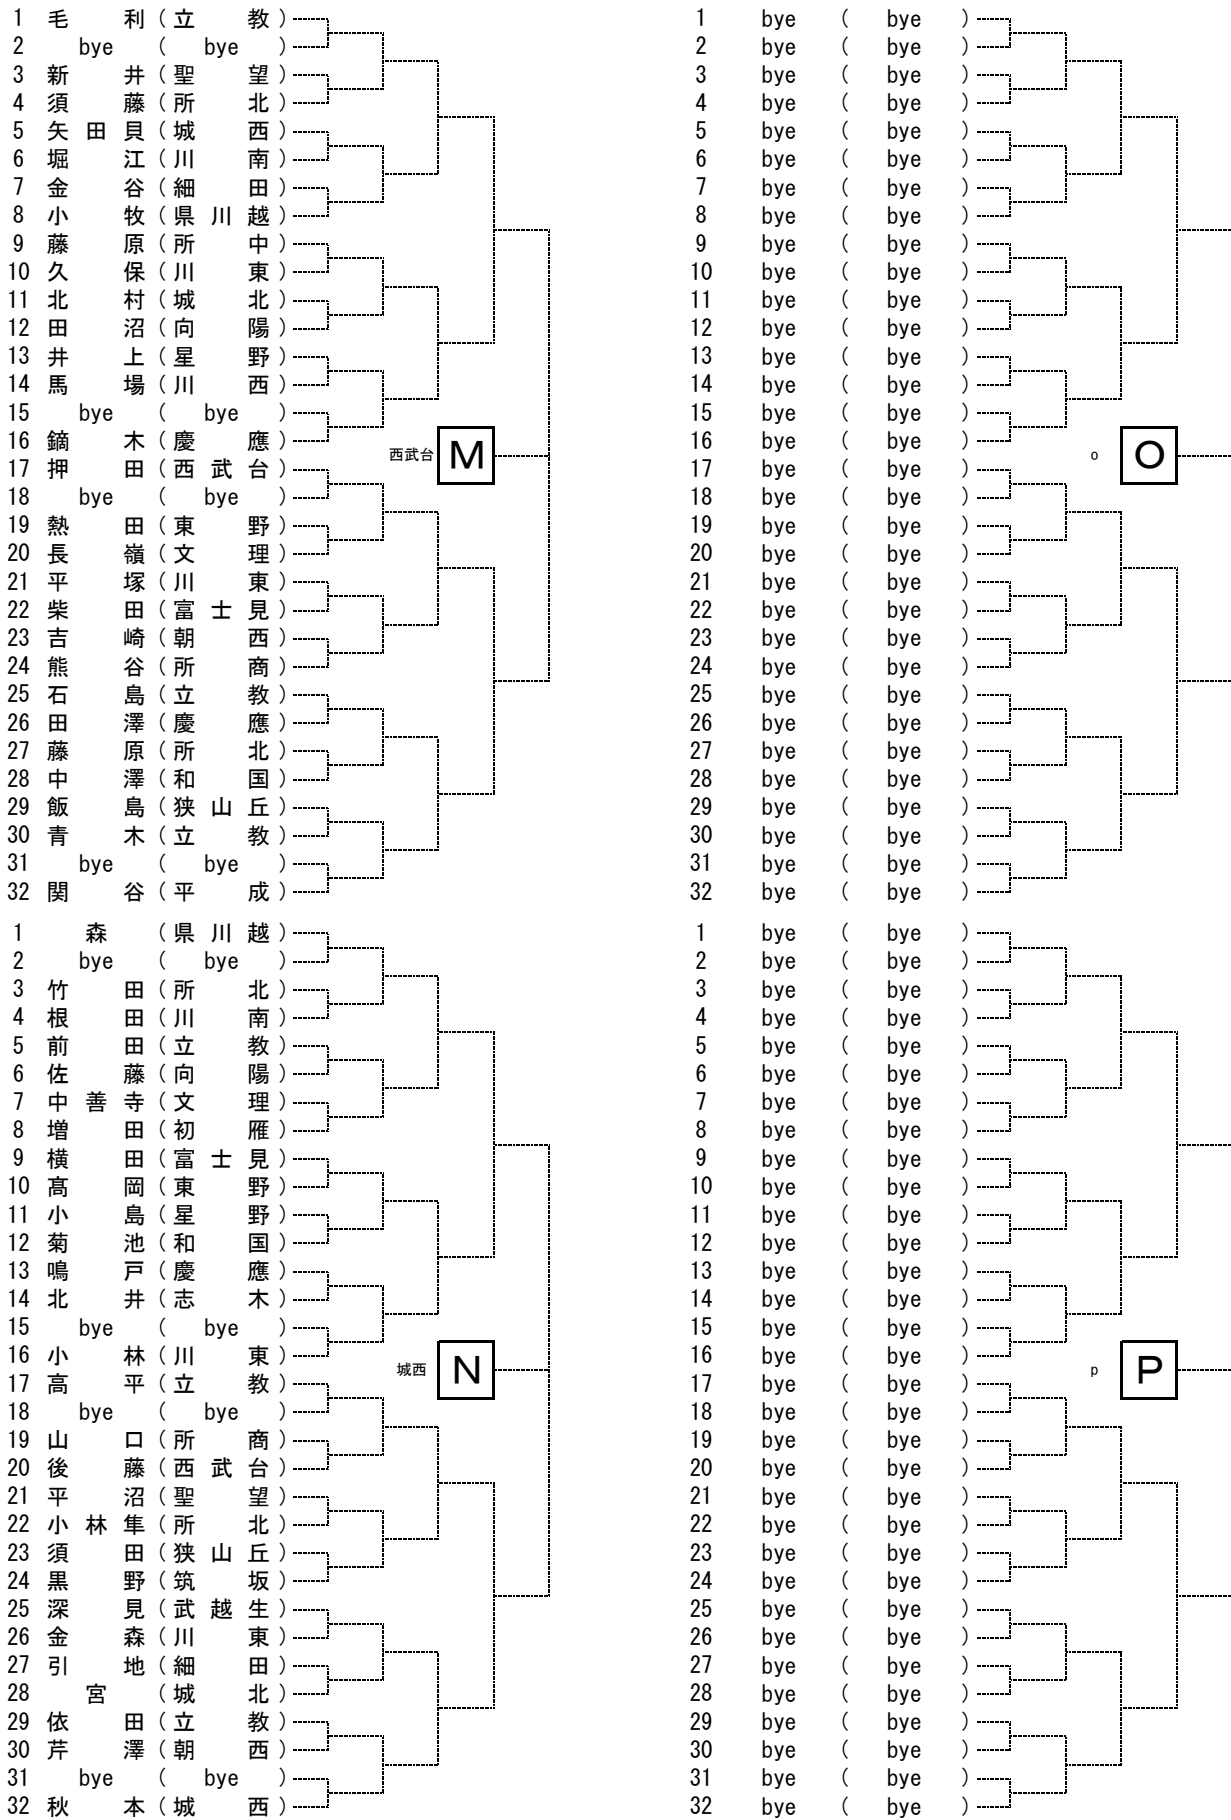 1 毛利(立教)
2 bye (bye)
3 新井(聖望)
4 須藤(所北)
5 矢田貝(城西)
6 堀江(川南)
7 金谷(細田)
8 小牧(県川越)
9 藤原(所中)
10 久保(川東)
11 北村(城北)
12 田沼(向陽)
13 井上(星野)
14 馬場(川西)
15 bye (bye)
16 鏑木(慶應)
西武台 M
17 押田(西武台)
18 bye (bye)
19 熱田(東野)
20 長嶺(文理)
21 平塚(川東)
22 柴田(富士見)
23 吉崎(朝西)
24 熊谷(所商)
25 石島(立教)
26 田澤(慶應)
27 藤原(所北)
28 中澤(和国)
29 飯島(狭山丘)
30 青木(立教)
31 bye (bye)
32 関谷(平成)
1 森(県川越)
2 bye (bye)
3 竹田(所北)
4 根田(川南)
5 前田(立教)
6 佐藤(向陽)
7 中善寺(文理)
8 増田(初雁)
9 横田(富士見)
10 髙岡(東野)
11 小島(星野)
12 菊池(和国)
13 鳴戸(慶應)
14 北井(志木)
15 bye (bye)
16 小林(川東)
城西 N
17 高平(立教)
18 bye (bye)
19 山口(所商)
20 後藤(西武台)
21 平沼(聖望)
22 小林隼(所北)
23 須田(狭山丘)
24 黒野(筑坂)
25 深見(武越生)
26 金森(川東)
27 引地(細田)
28 宮(城北)
29 依田(立教)
30 芹澤(朝西)
31 bye (bye)
32 秋本(城西)
1 bye (bye)
2 bye (bye)
3 bye (bye)
4 bye (bye)
5 bye (bye)
6 bye (bye)
7 bye (bye)
8 bye (bye)
9 bye (bye)
10 bye (bye)
11 bye (bye)
12 bye (bye)
13 bye (bye)
14 bye (bye)
15 bye (bye)
16 bye (bye)
o O
17 bye (bye)
18 bye (bye)
19 bye (bye)
20 bye (bye)
21 bye (bye)
22 bye (bye)
23 bye (bye)
24 bye (bye)
25 bye (bye)
26 bye (bye)
27 bye (bye)
28 bye (bye)
29 bye (bye)
30 bye (bye)
31 bye (bye)
32 bye (bye)
1 bye (bye)
2 bye (bye)
3 bye (bye)
4 bye (bye)
5 bye (bye)
6 bye (bye)
7 bye (bye)
8 bye (bye)
9 bye (bye)
10 bye (bye)
11 bye (bye)
12 bye (bye)
13 bye (bye)
14 bye (bye)
15 bye (bye)
16 bye (bye)
p P
17 bye (bye)
18 bye (bye)
19 bye (bye)
20 bye (bye)
21 bye (bye)
22 bye (bye)
23 bye (bye)
24 bye (bye)
25 bye (bye)
26 bye (bye)
27 bye (bye)
28 bye (bye)
29 bye (bye)
30 bye (bye)
31 bye (bye)
32 bye (bye)